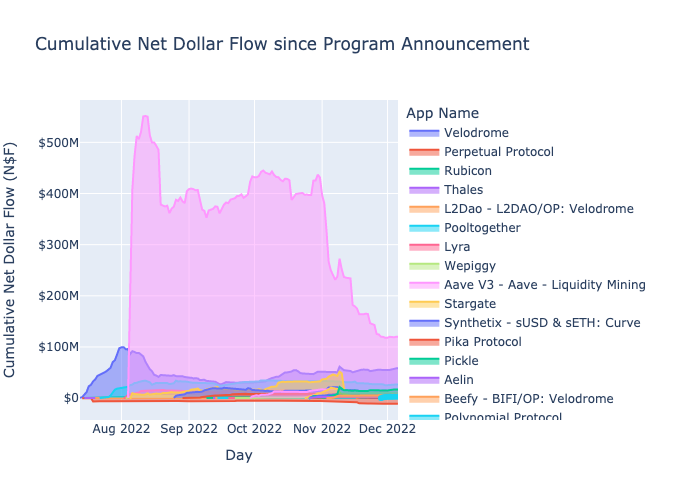 Cumulative Net Dollar Flow since Program Announcement
Cumulative Net Dollar Flow (N$F)
$500M
$400M
$300M
$200M
$100M
$0
Aug 2022
Sep 2022
Oct 2022
Nov 2022
Dec 2022
Day
App Name
Velodrome
Perpetual Protocol
Rubicon
Thales
L2Dao - L2DAO/OP: Velodrome
Pooltogether
Lyra
Wepiggy
Aave V3 - Aave - Liquidity Mining
Stargate
Synthetix - sUSD & sETH: Curve
Pika Protocol
Pickle
Aelin
Beefy - BIFI/OP: Velodrome
Polynomial Protocol